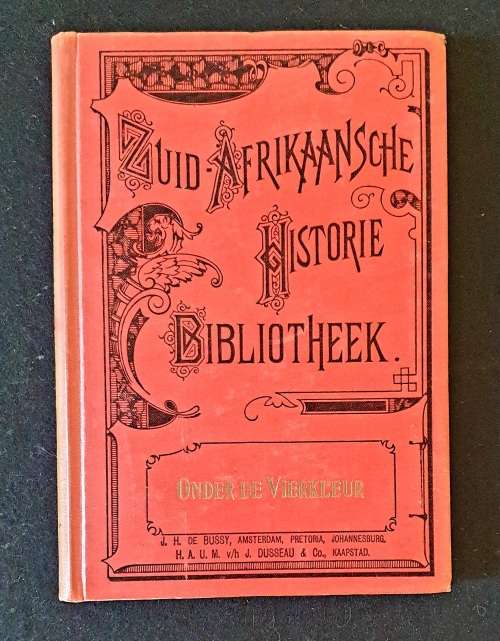 ZUID-AFRIKAANSCHE
HISTORIE
BIBLIOTHEEK.
ONDER DE VIERKLEUR
J. H. DE BUSSY, AMSTERDAM, PRETORIA, JOHANNESBURG.
H. A. U. M. v/h J. DUSSEAU & Co., KAAPSTAD.